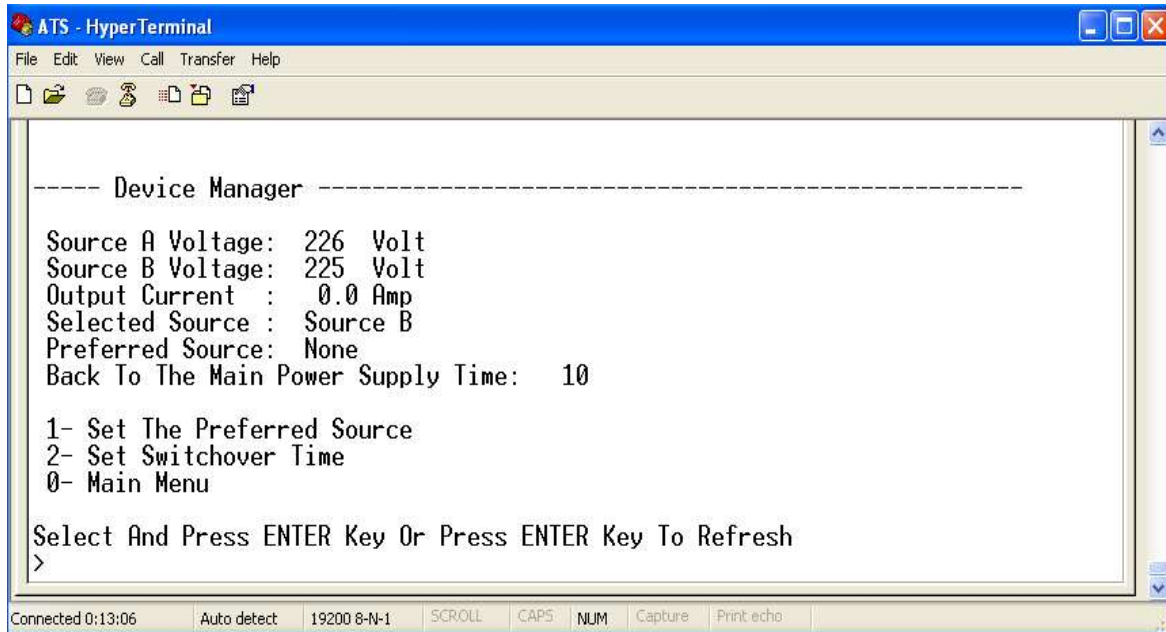 ATS - HyperTerminal
File Edit View Call Transfer Help
----- Device Manager ----------------------------------------------------
Source A Voltage: 226 Volt
Source B Voltage: 225 Volt
Output Current : 0.0 Amp
Selected Source : Source B
Preferred Source: None
Back To The Main Power Supply Time: 10
1- Set The Preferred Source
2- Set Switchover Time
0- Main Menu
Select And Press ENTER Key Or Press ENTER Key To Refresh
>
Connected 0:13:06 Auto detect 19200 8-N-1 SCROLL CAPS NUM Capture Print echo